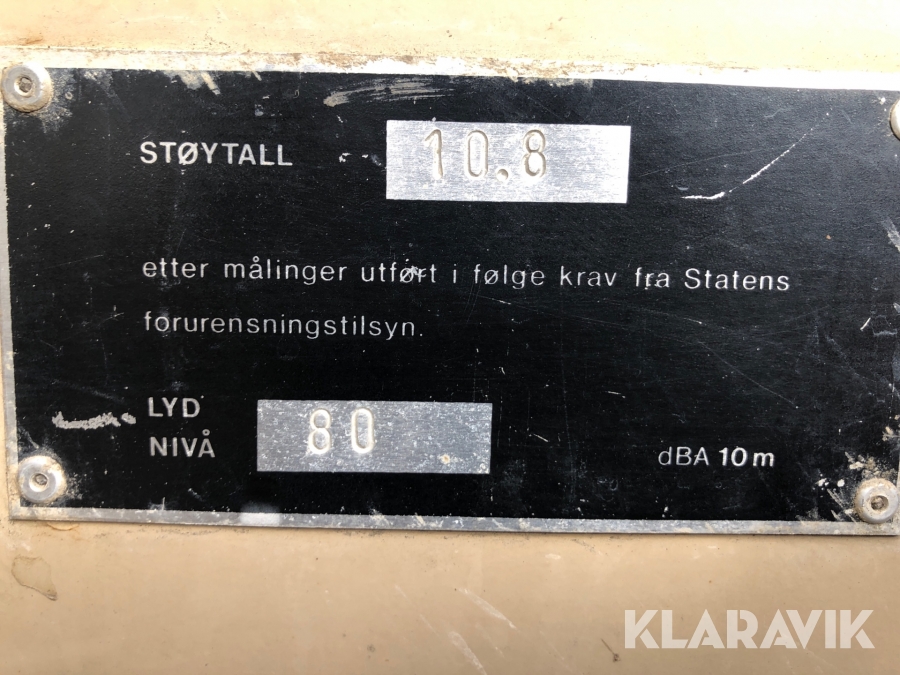 STØYTALL 10.8
etter målinger utført i følge krav fra Statens
forurensningstilsyn.
LYD
NIVÅ 80 dBA 10 m
KLARAVIK